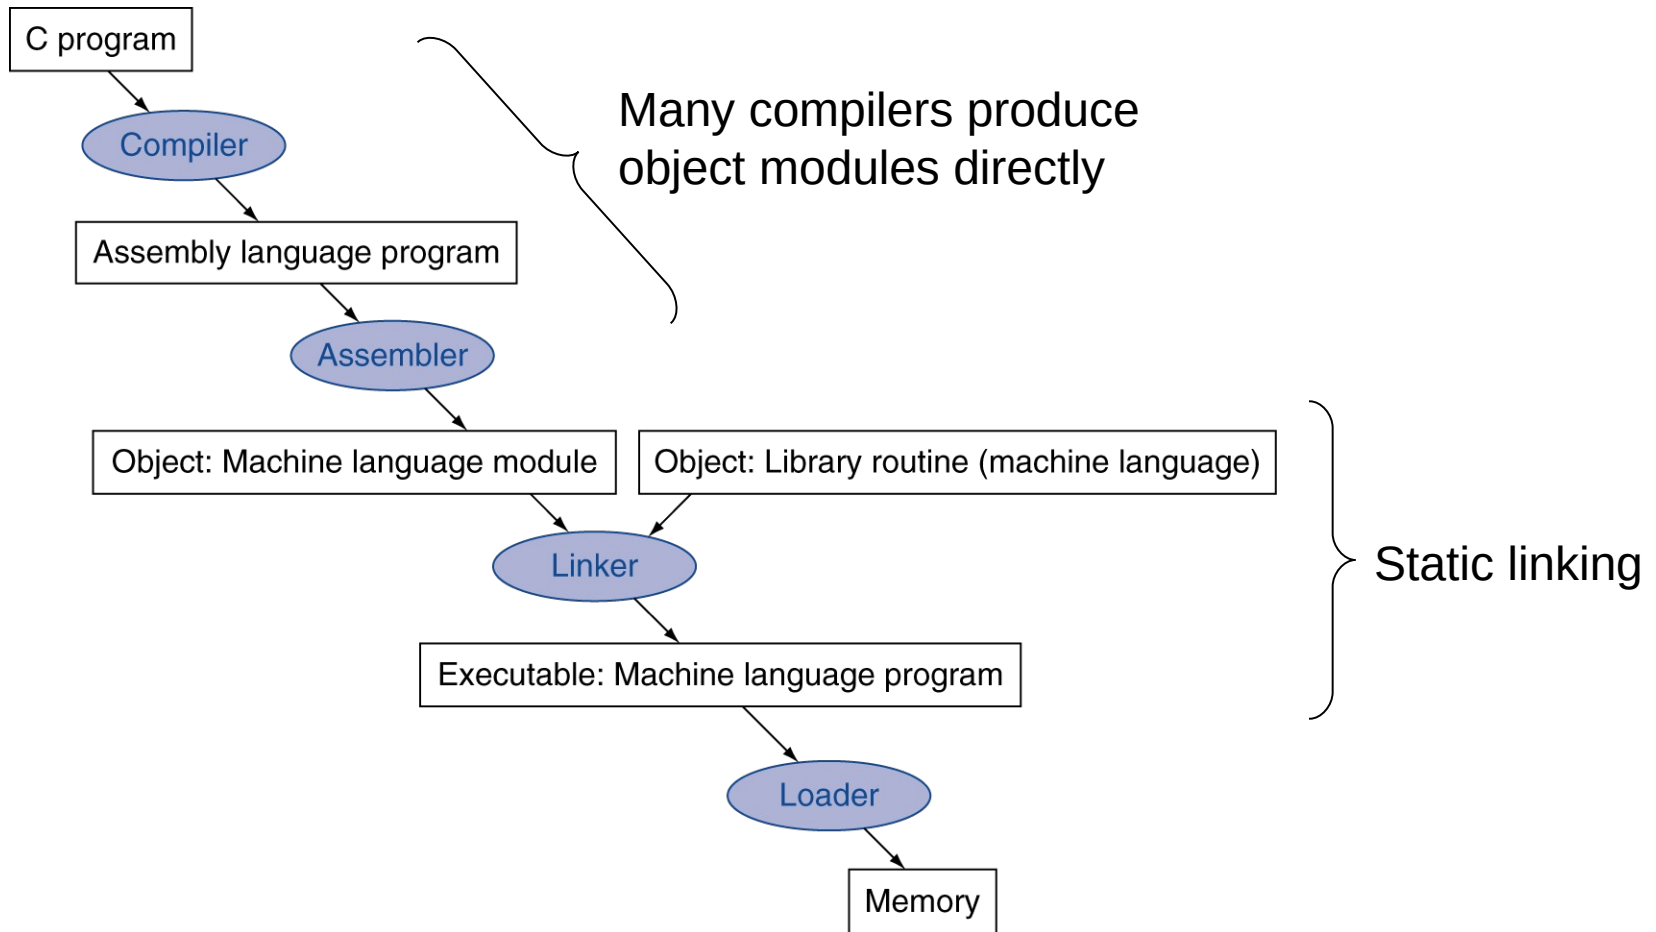 C program
Many compilers produce
object modules directly
Compiler
Assembly language program
Assembler
Object: Machine language module
Object: Library routine (machine language)
Linker
Static linking
Executable: Machine language program
Loader
Memory